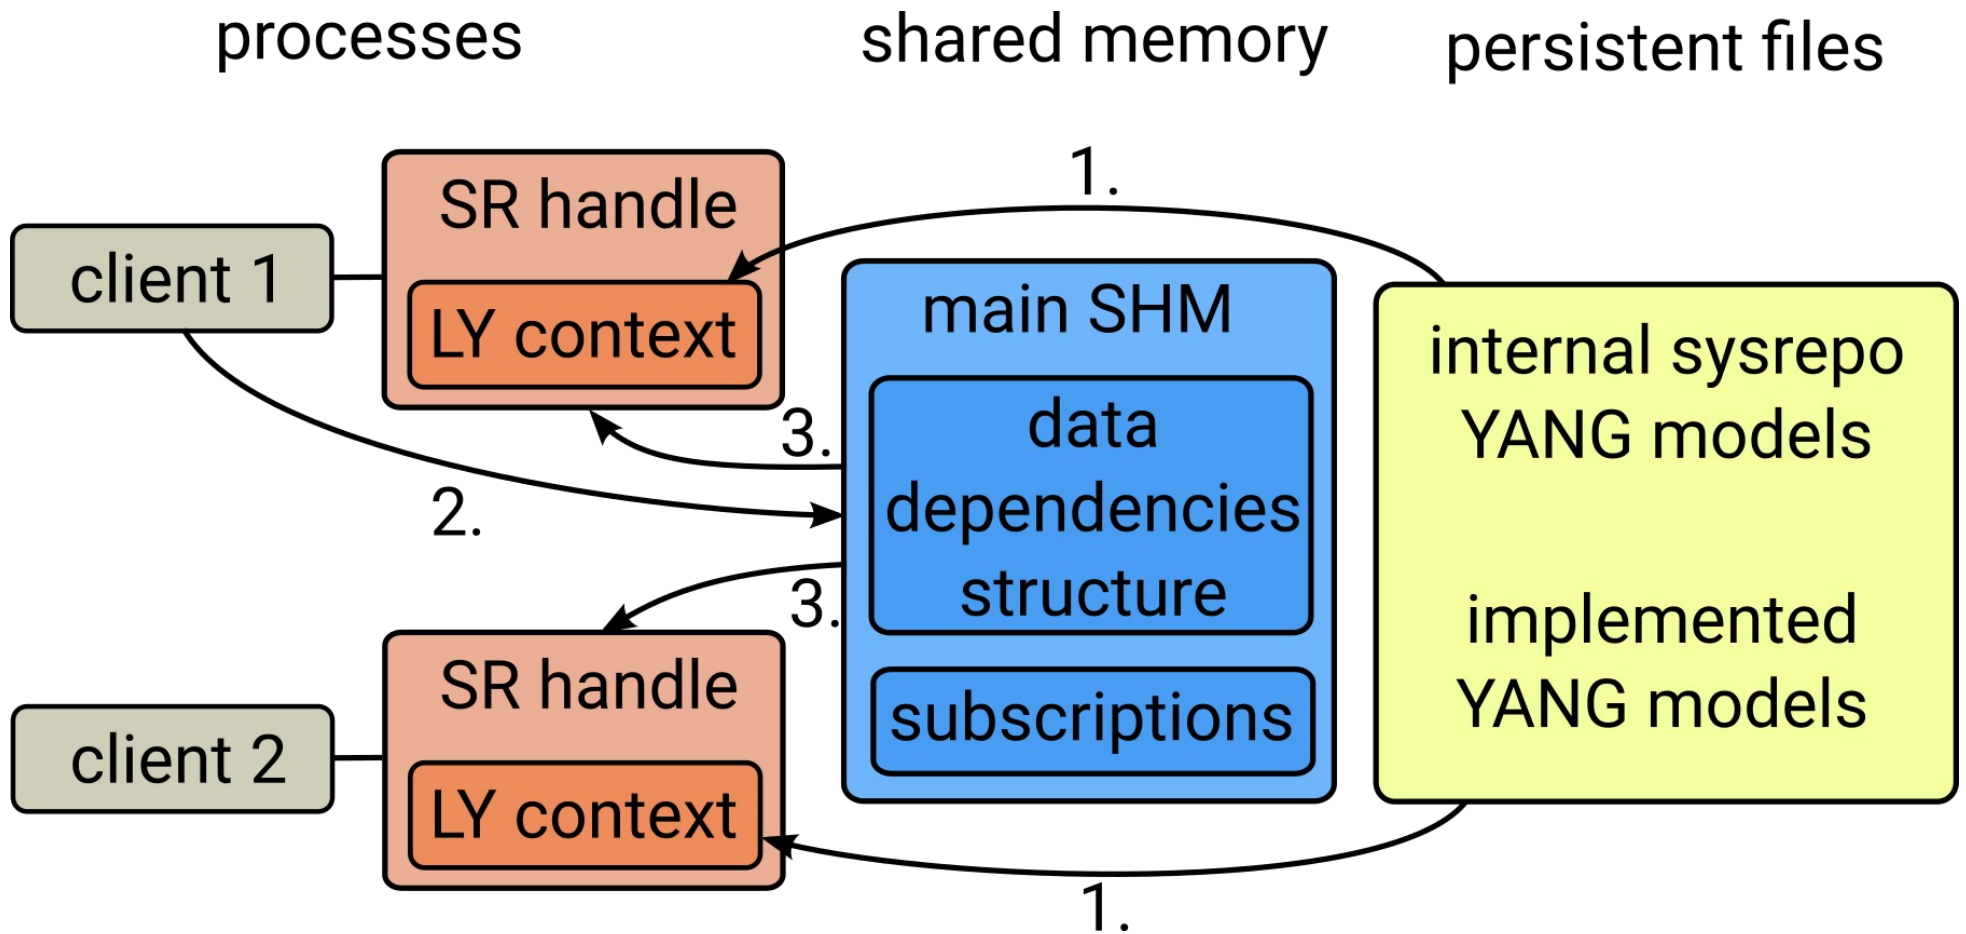 processes
shared memory
persistent files
1.
SR handle
client 1
LY context
main SHM
internal sysrepo
YANG models
data
dependencies
structure
3.
2.
3.
implemented
YANG models
SR handle
subscriptions
client 2
LY context
1.